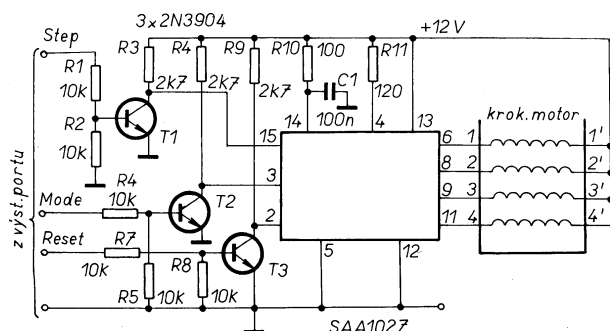 3x2N3904
Step
R3
R4
R9
R10
100
R11
+12V
R1
10k
2k7
2k7
2k7
C1
100n
120
krok. motor
R2
10k
T1
14
4
13
15
6
1
1'
8
2
2'
3
9
3
3'
2
11
4
4'
5
12
z výst. portu
Mode
R4
10k
T2
Reset
R7
10k
R8
T3
R5
10k
10k
SAA1027